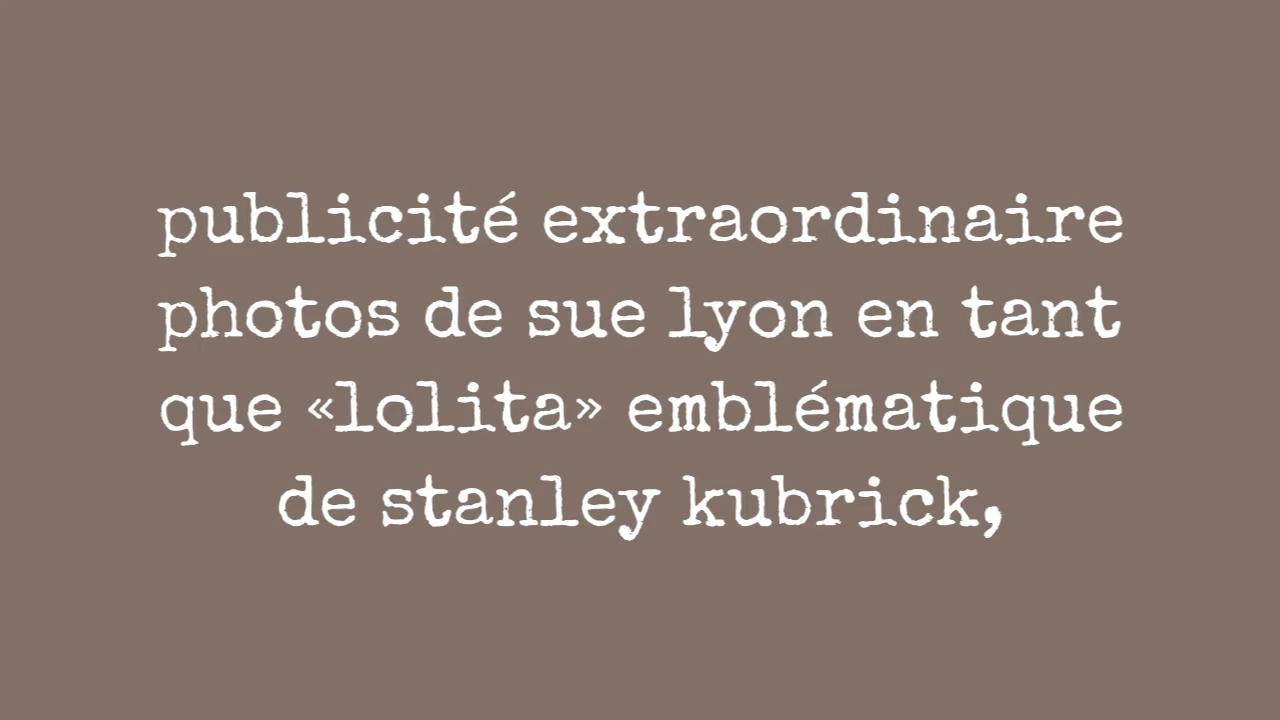 publicité extraordinaire
photos de sue lyon en tant
que «lolita» emblématique
de stanley kubrick,